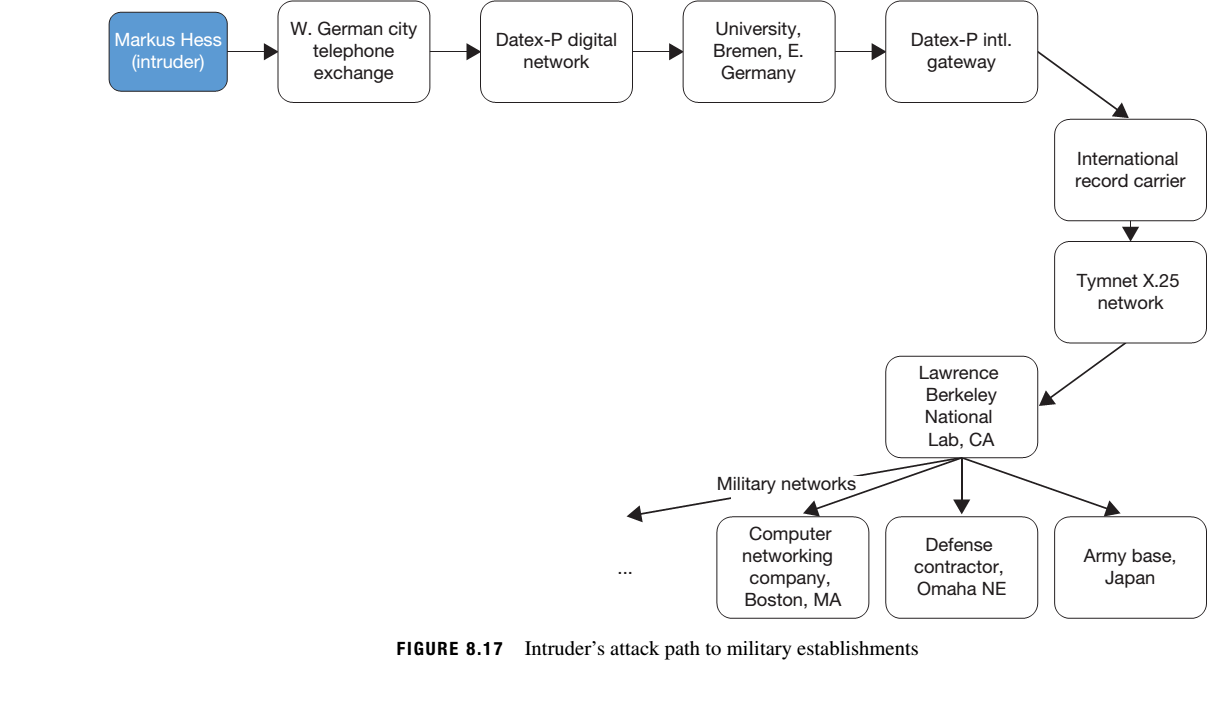 Markus Hess
(intruder)
W. German city
telephone
exchange
Datex-P digital
network
University,
Bremen, E.
Germany
Datex-P intl.
gateway
International
record carrier
Tymnet X.25
network
Lawrence
Berkeley
National
Lab, CA
Military networks
...
Computer
networking
company,
Boston, MA
Defense
contractor,
Omaha NE
Army base,
Japan
FIGURE 8.17 Intruder’s attack path to military establishments